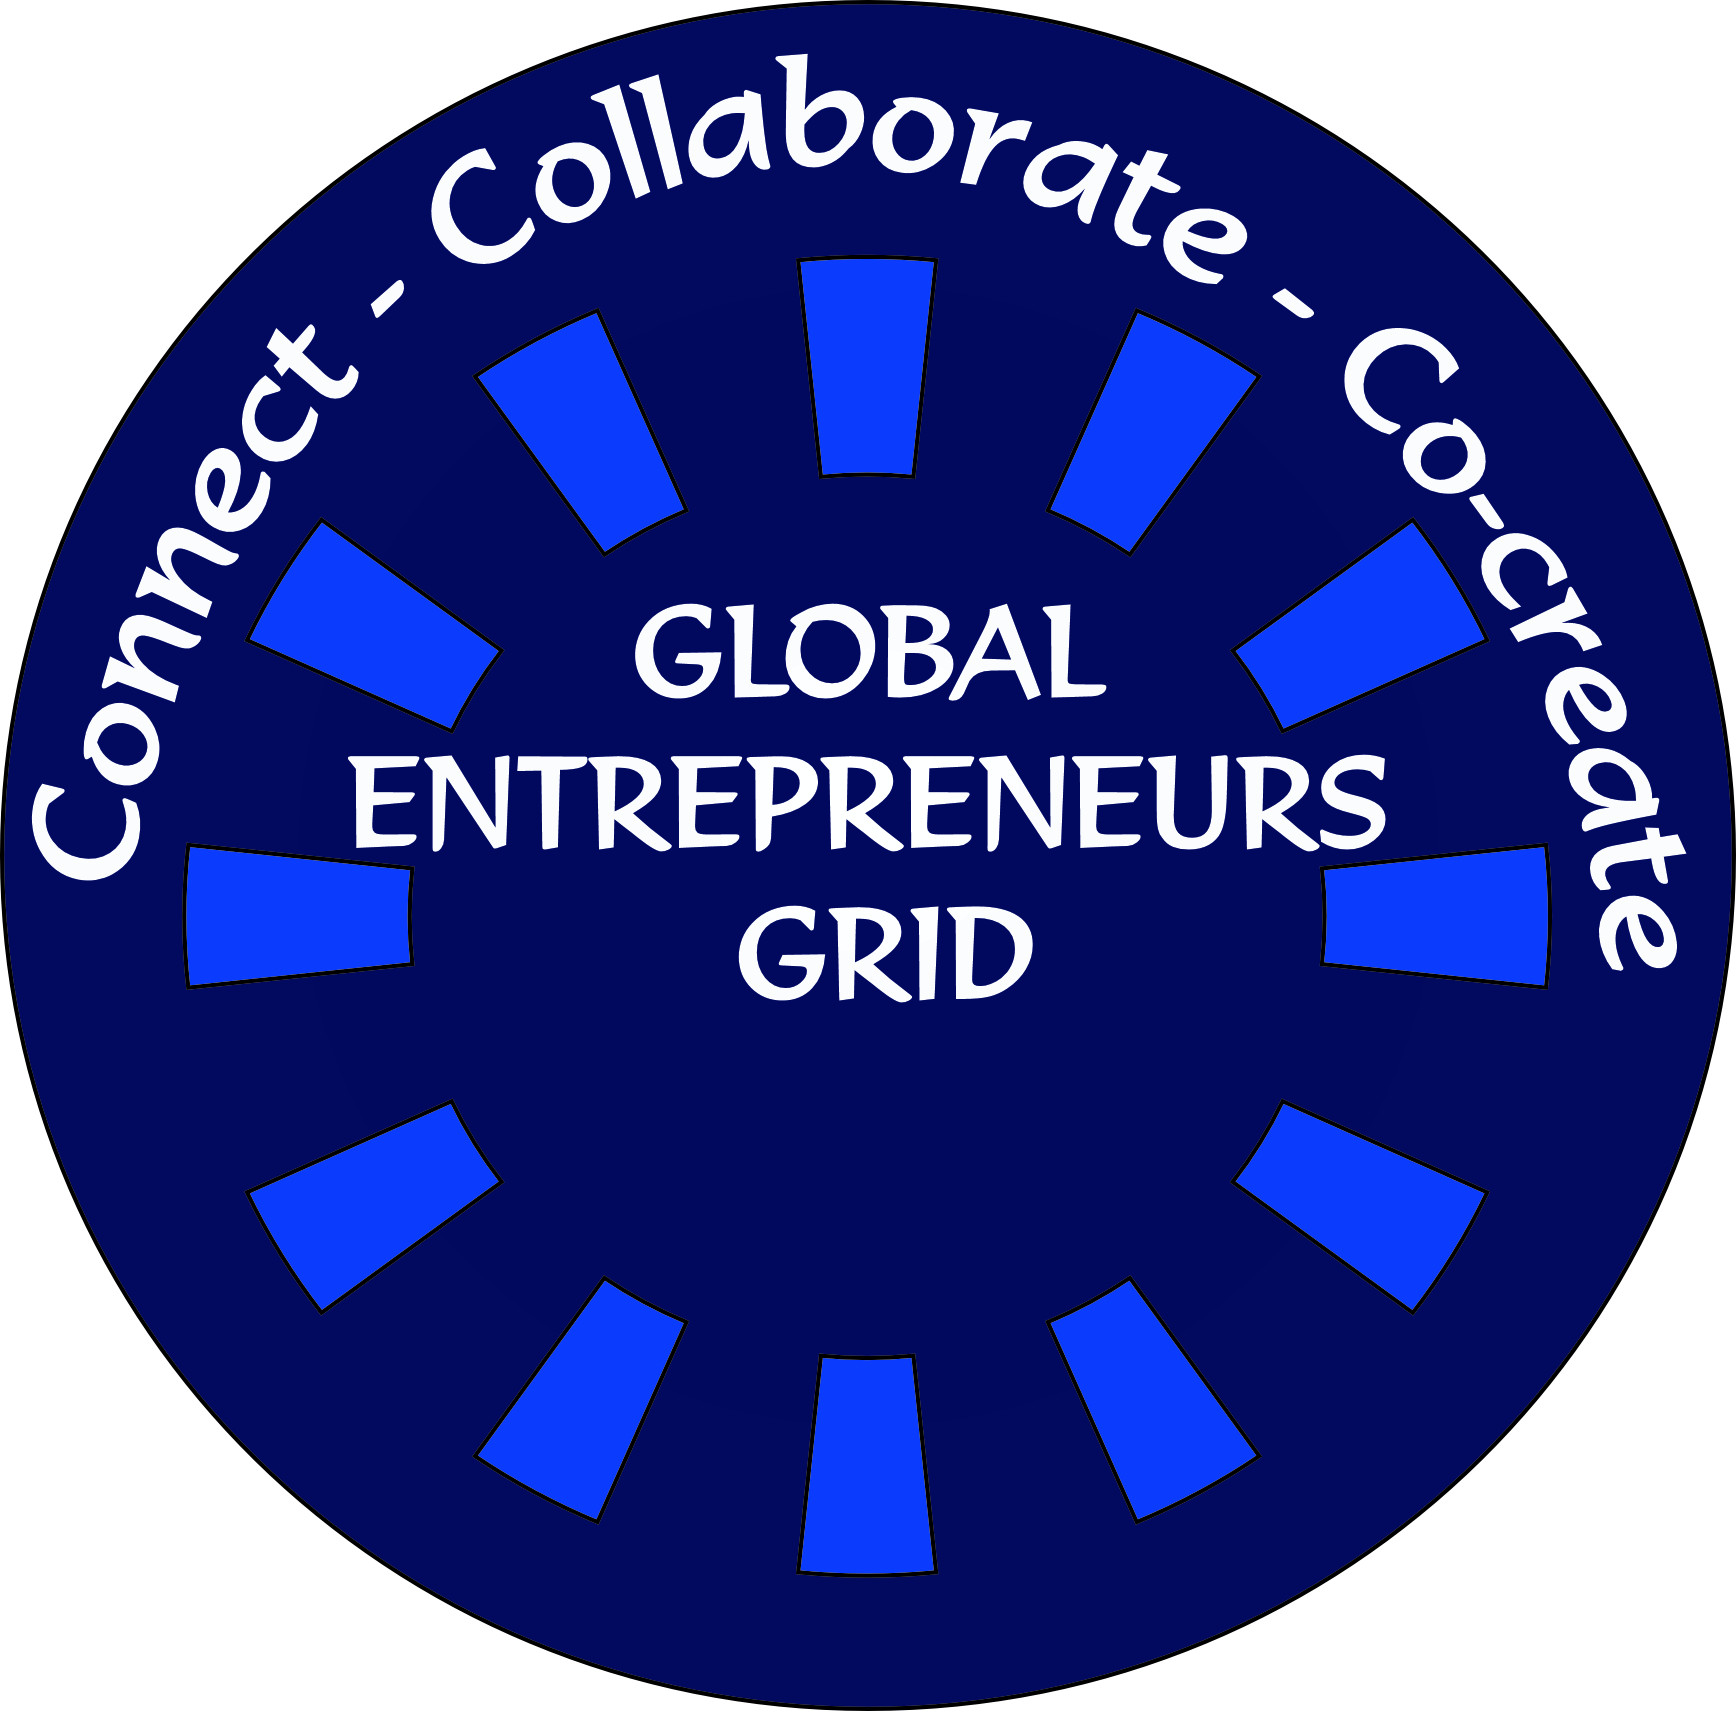 Connect - Collaborate - Co-create
GLOBAL
ENTREPRENEURS
GRID